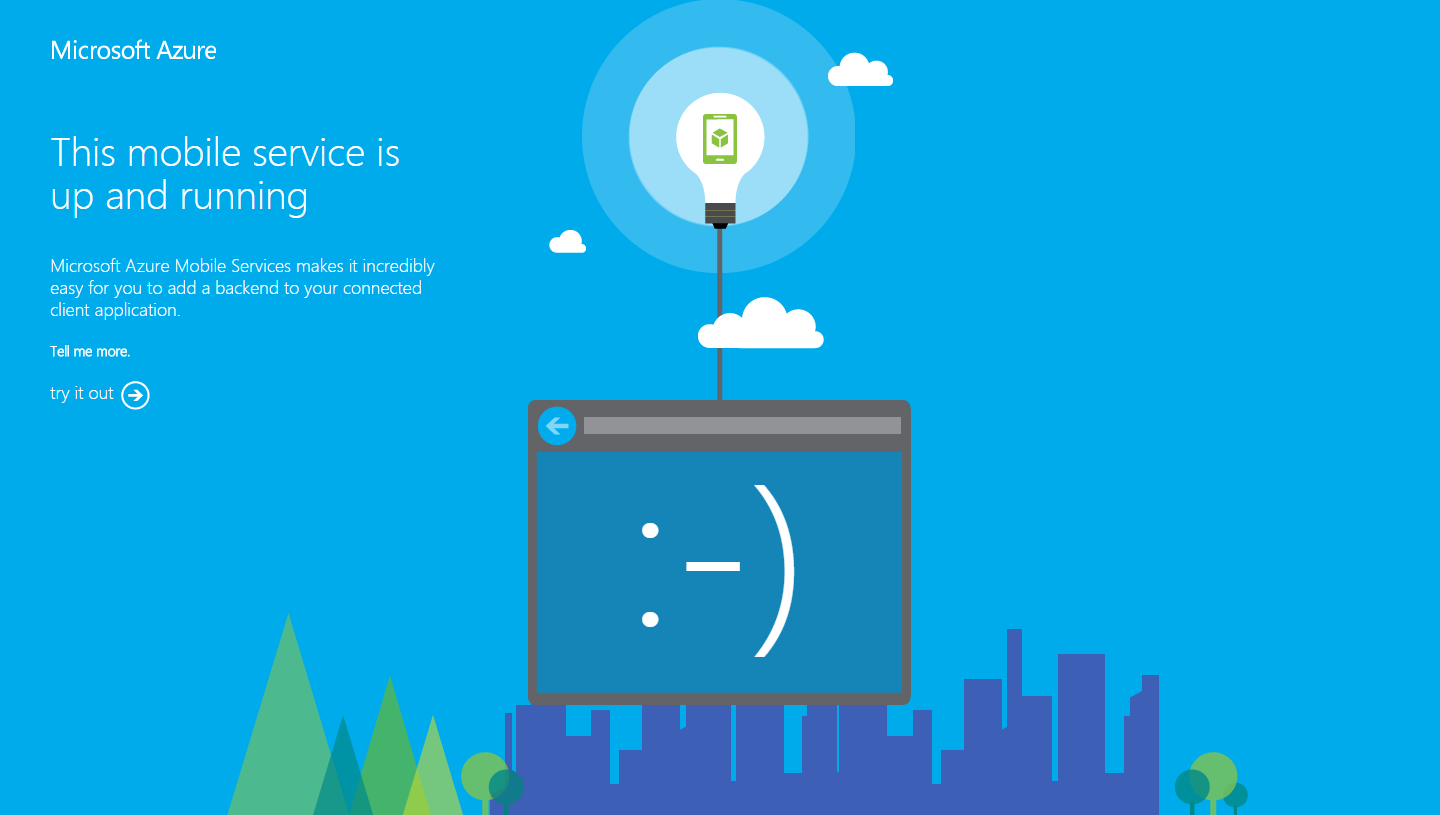 Microsoft Azure
This mobile service is
up and running
Microsoft Azure Mobile Services makes it incredibly
easy for you to add a backend to your connected
client application.
Tell me more.
try it out
:-)